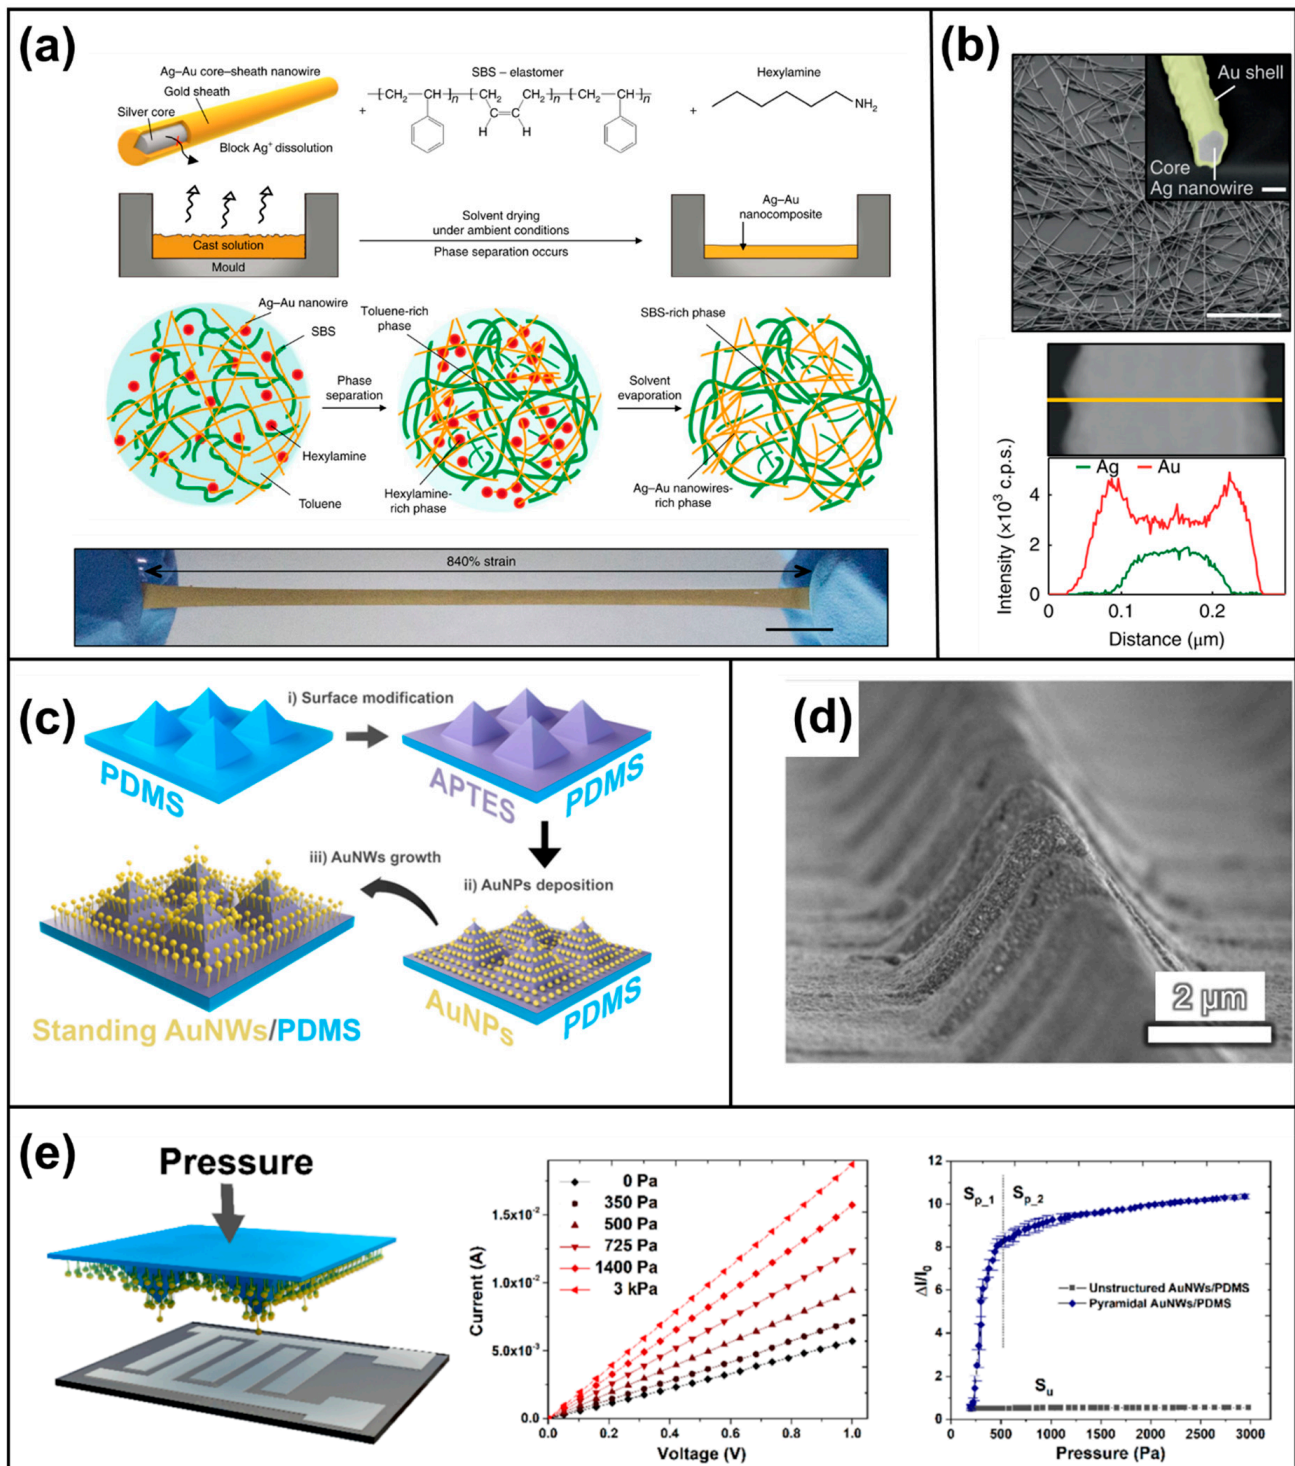 (a)
Ag–Au core–sheath nanowire
Gold sheath
Silver core
Block Ag⁺ dissolution
+
SBS – elastomer
[CH₂ CH]n [CH₂ CH₂]n [CH₂ CH]n
H H
+
Hexylamine
NH₂
Cast solution
Mould
Solvent drying
under ambient conditions
Phase separation occurs
Ag–Au
nanocomposite
Ag–Au nanowire
SBS
Hexylamine
Toluene
Phase
separation
Toluene-rich
phase
Hexylamine-
rich phase
Solvent
evaporation
SBS-rich phase
Ag–Au nanowires-
rich phase
840% strain
(b)
Au shell
Core
Ag nanowire
Ag Au
Intensity (×10³ c.p.s.)
4
2
0
0 0.1 0.2
Distance (μm)
(c)
i) Surface modification
PDMS
APTES
PDMS
iii) AuNWs growth
ii) AuNPs deposition
Standing AuNWs/PDMS
AuNPs
PDMS
(d)
2 μm
(e)
Pressure
0 Pa
350 Pa
500 Pa
725 Pa
1400 Pa
3 kPa
Current (A)
1.5x10⁻²
1.0x10⁻²
5.0x10⁻³
0.0
0.0 0.2 0.4 0.6 0.8 1.0
Voltage (V)
ΔI/I₀
12
10
8
6
4
2
0
Sp_1 Sp_2
Unstructured AuNWs/PDMS
Pyramidal AuNWs/PDMS
Su
0 500 1000 1500 2000 2500 3000
Pressure (Pa)